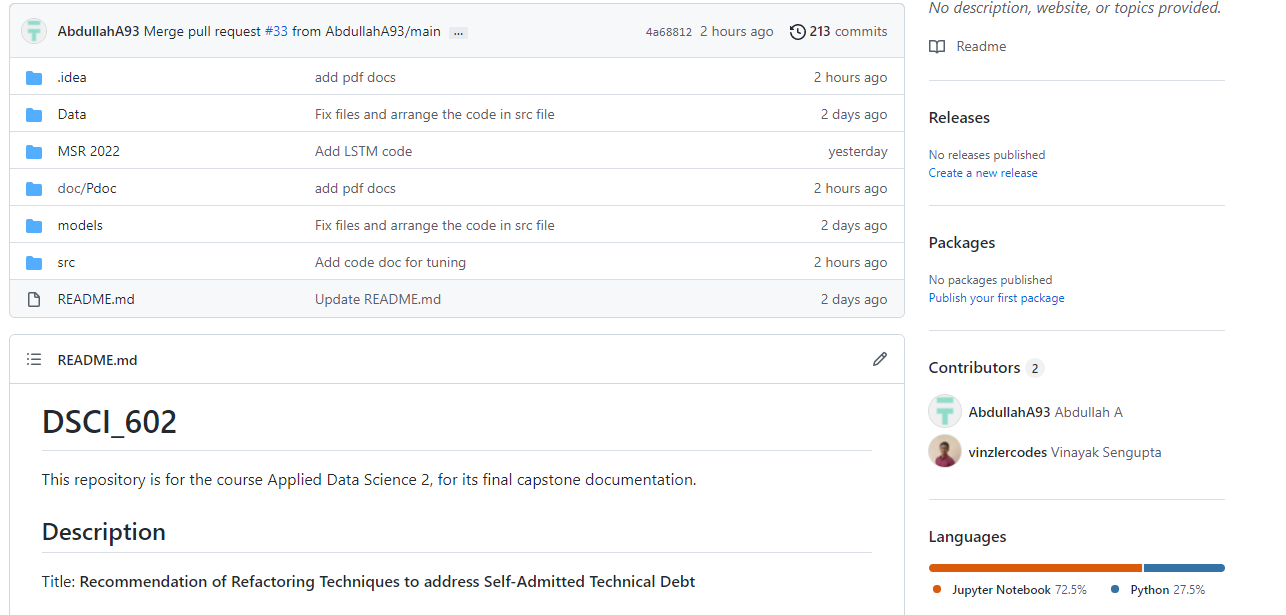 AbdullahA93 Merge pull request #33 from AbdullahA93/main ... 4a68812 2 hours ago 213 commits
.idea add pdf docs 2 hours ago
Data Fix files and arrange the code in src file 2 days ago
MSR 2022 Add LSTM code yesterday
doc/Pdoc add pdf docs 2 hours ago
models Fix files and arrange the code in src file 2 days ago
src Add code doc for tuning 2 hours ago
README.md Update README.md 2 days ago
README.md
DSCI_602
This repository is for the course Applied Data Science 2, for its final capstone documentation.
Description
Title: Recommendation of Refactoring Techniques to address Self-Admitted Technical Debt
No description, website, or topics provided.
Readme
Releases
No releases published
Create a new release
Packages
No packages published
Publish your first package
Contributors 2
AbdullahA93 Abdullah A
vinzlercodes Vinayak Sengupta
Languages
Jupyter Notebook 72.5% Python 27.5%